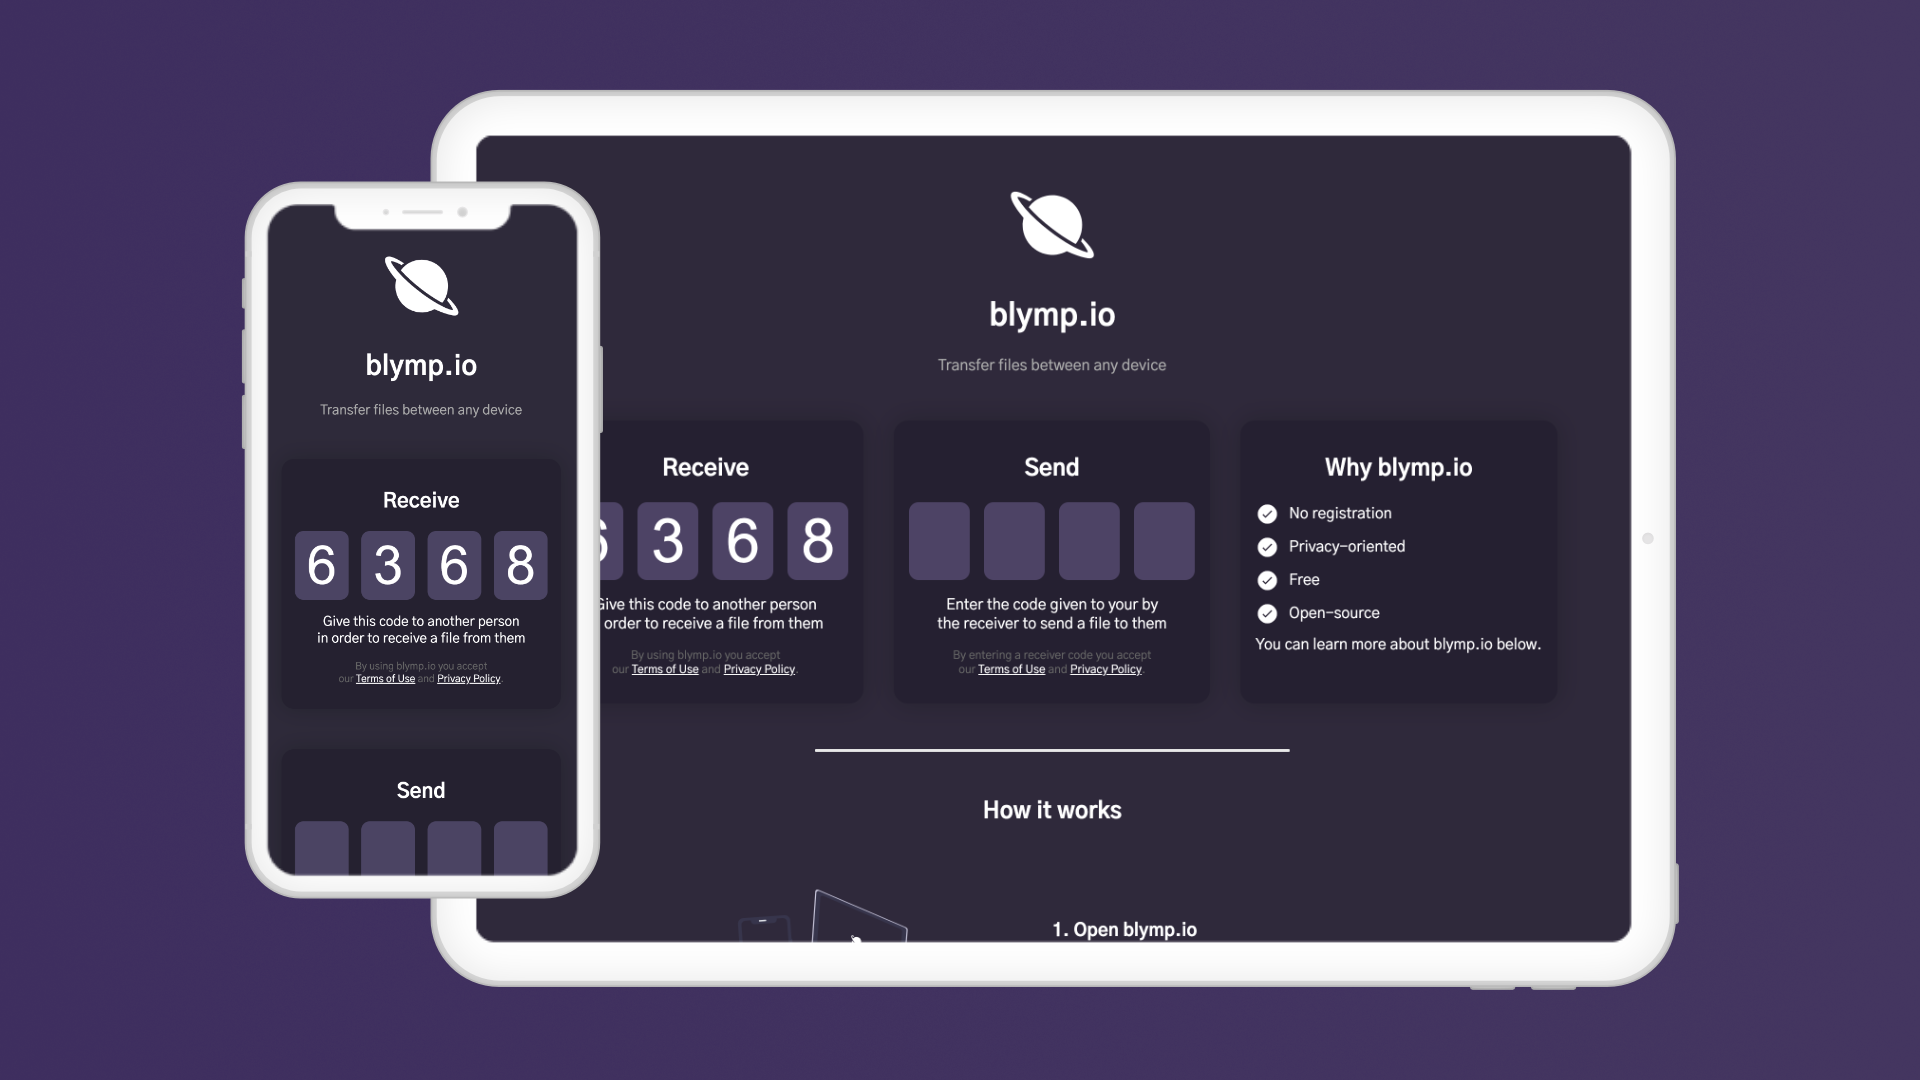 blymp.io
Transfer files between any device
Receive
6 3 6 8
Give this code to another person
in order to receive a file from them
By using blymp.io you accept
our Terms of Use and Privacy Policy.
Send
blymp.io
Transfer files between any device
Receive
6 3 6 8
Give this code to another person
order to receive a file from them
By using blymp.io you accept
our Terms of Use and Privacy Policy.
Send
Enter the code given to your by
the receiver to send a file to them
By entering a receiver code you accept
our Terms of Use and Privacy Policy.
Why blymp.io
No registration
Privacy-oriented
Free
Open-source
You can learn more about blymp.io below.
How it works
1. Open blymp.io